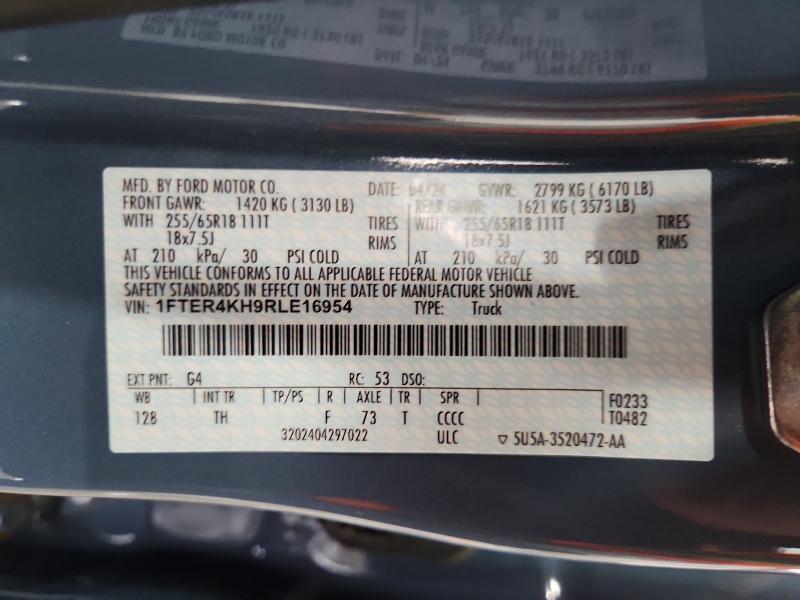 MFD. BY FORD MOTOR CO. DATE: 04/24 GVWR: 2799 KG ( 6170 LB)
FRONT GAWR: 1420 KG ( 3130 LB) REAR GAWR: 1621 KG ( 3573 LB)
WITH 255/65R18 111T TIRES WITH 255/65R18 111T TIRES
18x7.5J RIMS 18x7.5J RIMS
AT 210 kPa/ 30 PSI COLD AT 210 kPa/ 30 PSI COLD
THIS VEHICLE CONFORMS TO ALL APPLICABLE FEDERAL MOTOR VEHICLE
SAFETY STANDARDS IN EFFECT ON THE DATE OF MANUFACTURE SHOWN ABOVE.
VIN: 1FTER4KH9RLE16954 TYPE: Truck
EXT PNT: G4 RC: 53 DSO:
WB INT TR TP/PS R AXLE TR SPR F0233
128 TH F 73 T CCCC T0482
3202404297022 ULC ▽ 5U5A-3520472-AA